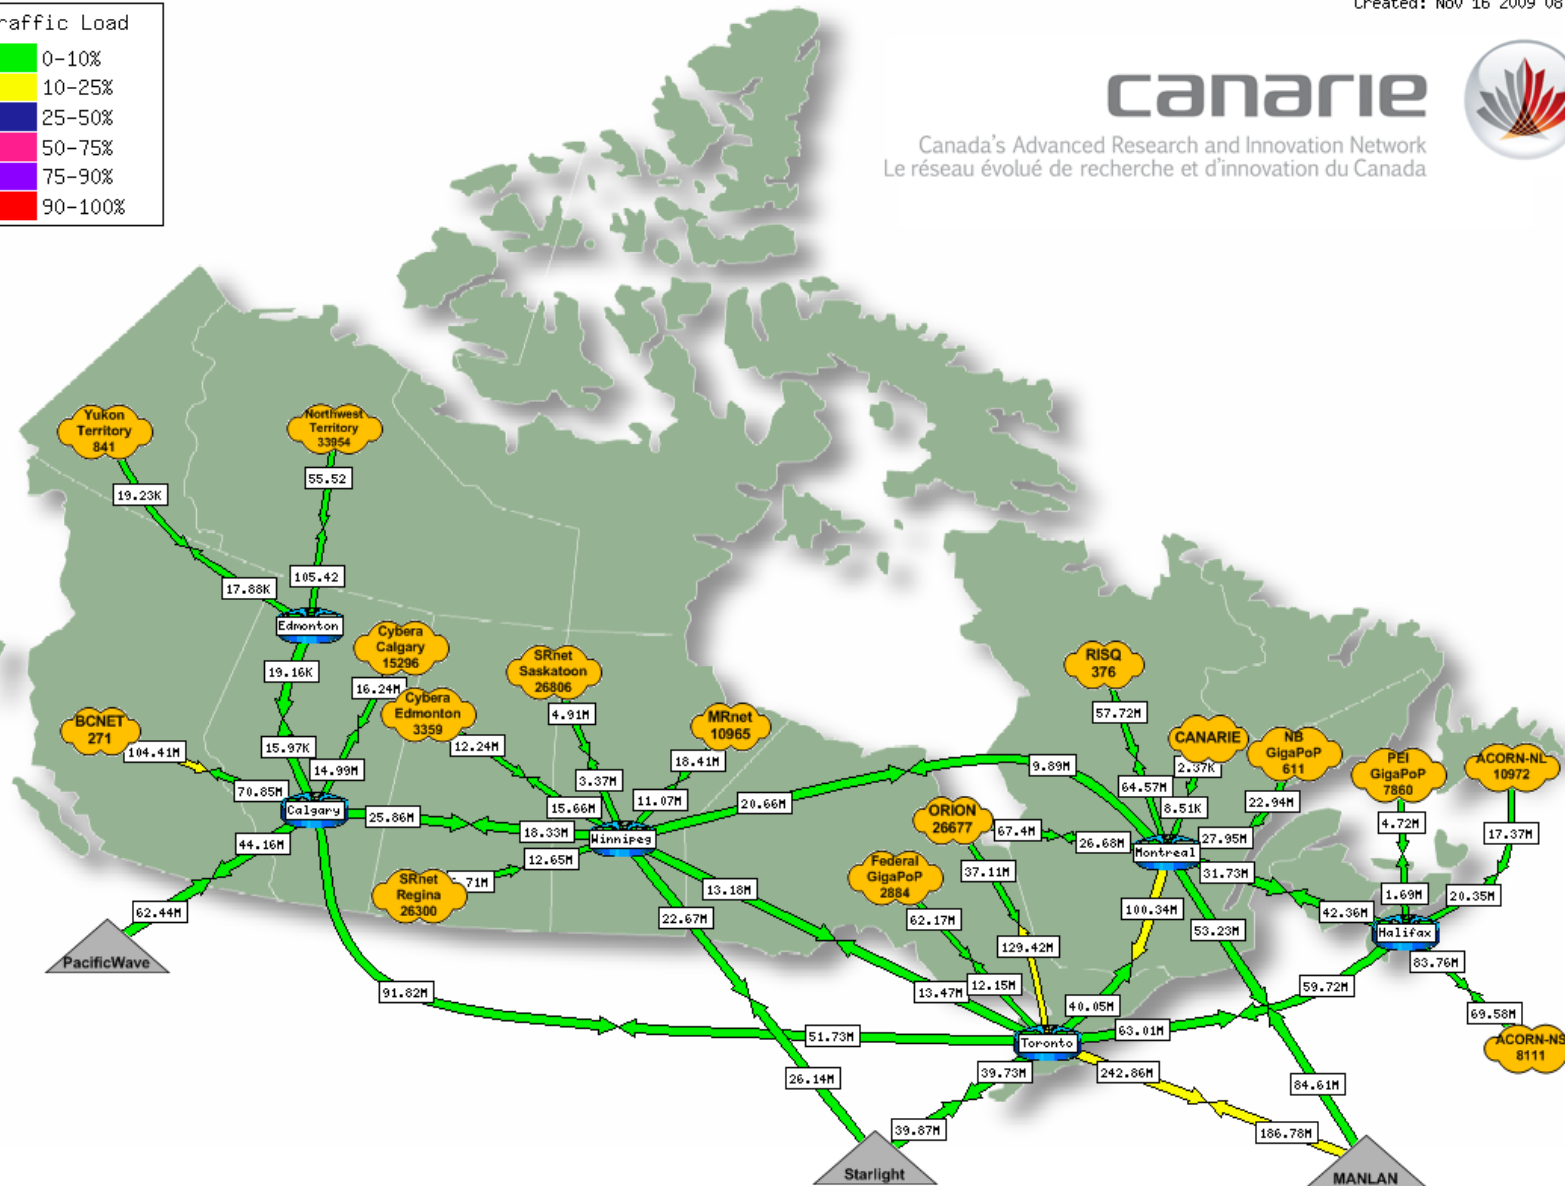 raffic Load
0-10%
10-25%
25-50%
50-75%
75-90%
90-100%
Created: Nov 16 2009 08
canarie
Canada's Advanced Research and Innovation Network
Le réseau évolué de recherche et d'innovation du Canada
Yukon
Territory
841
Northwest
Territory
33954
19.23K
55.52
17.88K
105.42
Edmonton
19.16K
15.97K
Cybera
Calgary
15296
16.24M
14.99M
Cybera
Edmonton
3359
12.24M
15.66M
SRnet
Saskatoon
26806
4.91M
3.37M
MRnet
10965
18.41M
11.07M
BCNET
271
104.41M
70.85M
Calgary
25.86M
18.33M
Winnipeg
20.66M
9.89M
44.16M
62.44M
PacificWave
SRnet
Regina
26300
.71M
12.65M
13.18M
22.67M
RISQ
376
57.72M
64.57M
CANARIE
2.37K
8.51K
NB
GigaPoP
611
22.94M
27.95M
PEI
GigaPoP
7860
4.72M
1.69M
ACORN-NL
10972
17.37M
20.35M
ORION
26677
67.4M
26.68M
Montreal
37.11M
129.42M
Federal
GigaPoP
2884
62.17M
12.15M
31.73M
42.36M
Halifax
100.34M
40.05M
53.23M
84.61M
83.76M
69.58M
ACORN-NS
8111
59.72M
63.01M
13.47M
Toronto
91.82M
51.73M
26.14M
39.73M
39.87M
242.86M
186.78M
Starlight
MANLAN